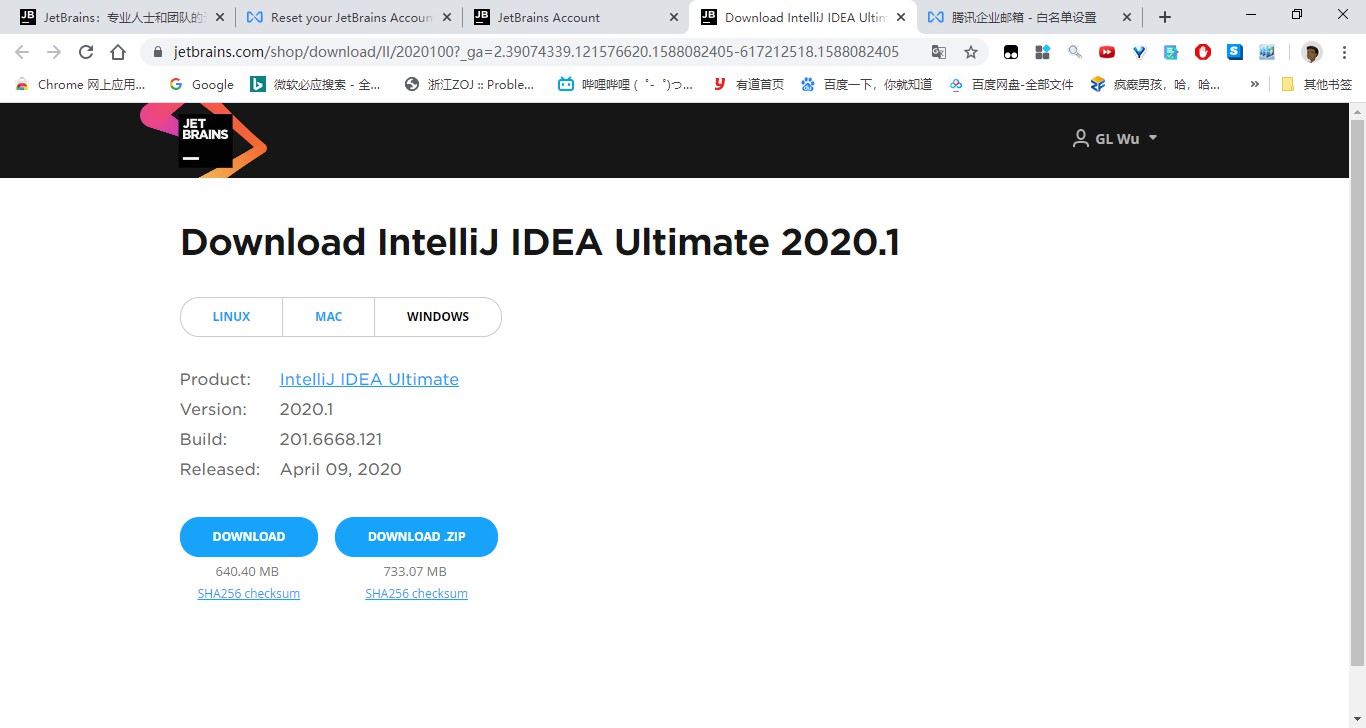 JetBrains：专业人士和团队的
Reset your JetBrains Accoun
JetBrains Account
Download IntelliJ IDEA Ultim
腾讯企业邮箱 - 白名单设置
jetbrains.com/shop/download/II/2020100?_ga=2.39074339.121576620.1588082405-617212518.1588082405
Chrome 网上应用...
Google
微软必应搜索 - 全...
浙江ZOJ :: Proble...
哔哩哔哩 ( ゜- ゜)つ...
有道首页
百度一下，你就知道
百度网盘-全部文件
疯癫男孩，哈，哈...
»
其他书签
JET
BRAINS
GL Wu
Download IntelliJ IDEA Ultimate 2020.1
LINUX
MAC
WINDOWS
Product: IntelliJ IDEA Ultimate
Version: 2020.1
Build: 201.6668.121
Released: April 09, 2020
DOWNLOAD
DOWNLOAD .ZIP
640.40 MB
733.07 MB
SHA256 checksum
SHA256 checksum